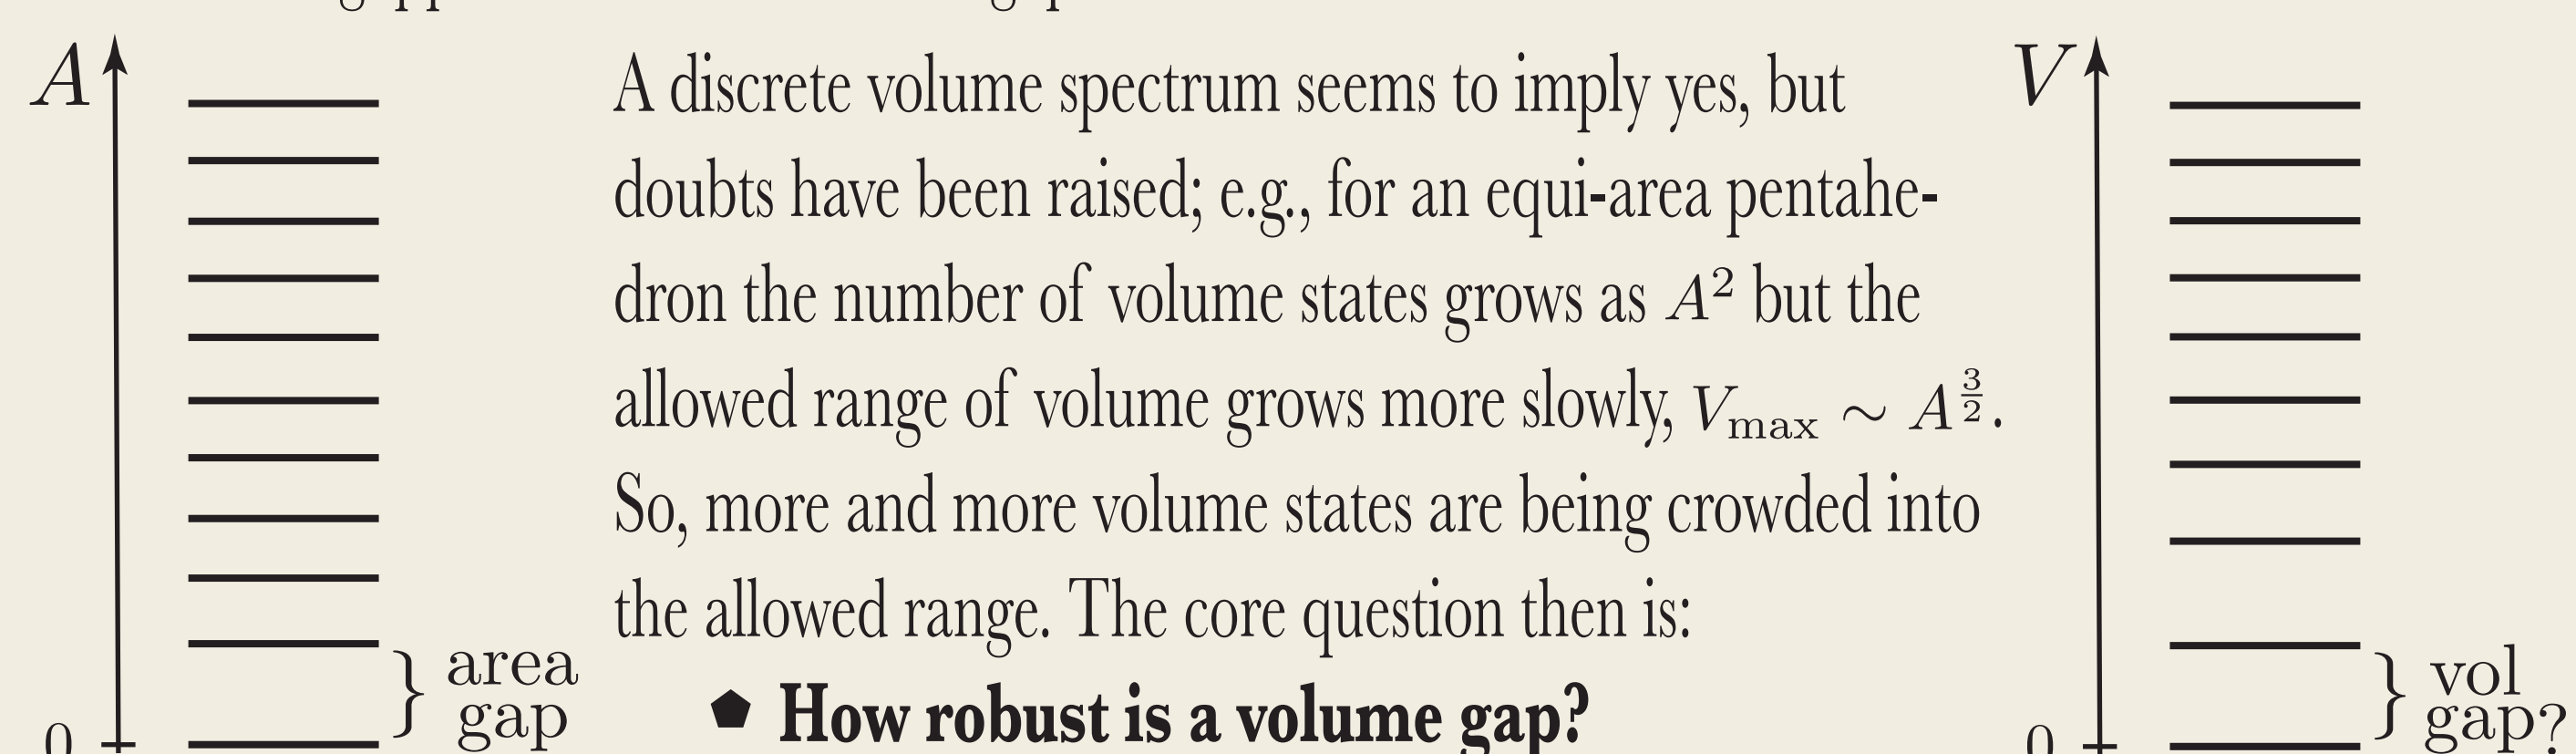 A
A discrete volume spectrum seems to imply yes, but
doubts have been raised; e.g., for an equi-area pentahe-
dron the number of volume states grows as A²  but the
allowed range of volume grows more slowly, V_max ∼ A^{3/2}.
So, more and more volume states are being crowded into
the allowed range. The core question then is:
How robust is a volume gap?
area
gap
0
V
vol
gap?
0